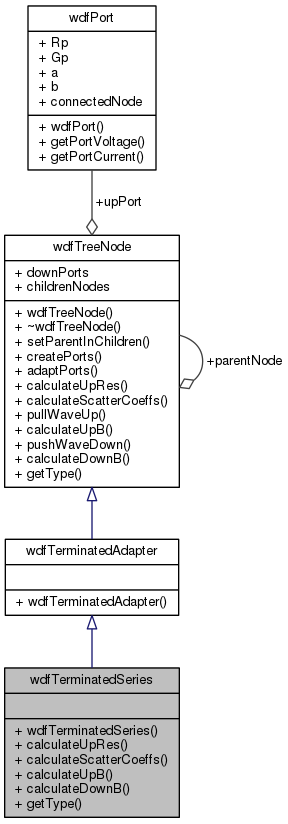 wdfPort
+ Rp
+ Gp
+ a
+ b
+ connectedNode
+ wdfPort()
+ getPortVoltage()
+ getPortCurrent()
+upPort
wdfTreeNode
+ downPorts
+ childrenNodes
+ wdfTreeNode()
+ ~wdfTreeNode()
+ setParentInChildren()
+ createPorts()
+ adaptPorts()
+ calculateUpRes()
+ calculateScatterCoeffs()
+ pullWaveUp()
+ calculateUpB()
+ pushWaveDown()
+ calculateDownB()
+ getType()
+parentNode
wdfTerminatedAdapter
+ wdfTerminatedAdapter()
wdfTerminatedSeries
+ wdfTerminatedSeries()
+ calculateUpRes()
+ calculateScatterCoeffs()
+ calculateUpB()
+ calculateDownB()
+ getType()